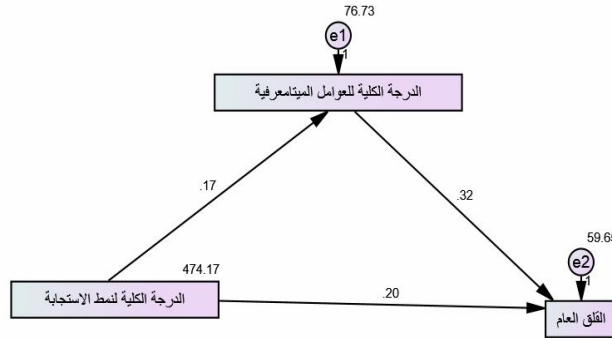 76.73
e1
1
الدرجة الكلية للعوامل الميتامعرفية
.17
.32
59.65
e2
1
474.17
الدرجة الكلية لنمط الاستجابة
.20
القلق العام